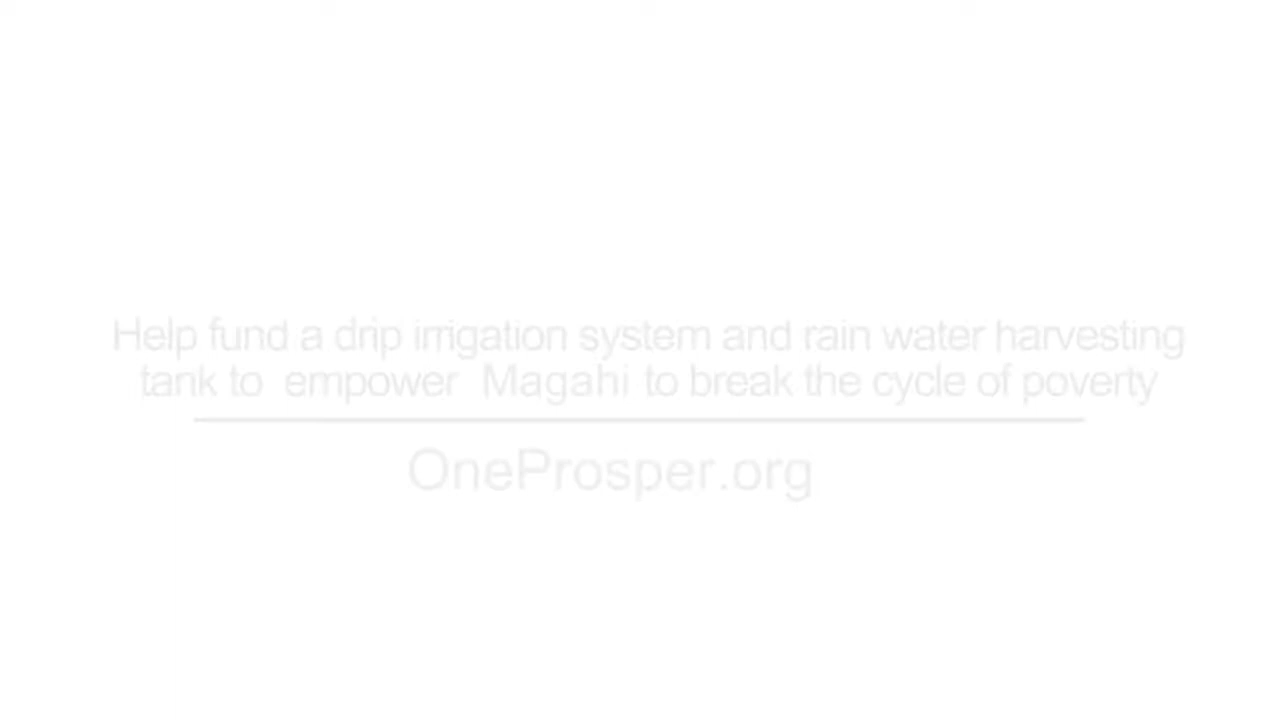 Help fund a drip irrigation system and rain water harvesting
tank to empower Magahi to break the cycle of poverty
OneProsper.org